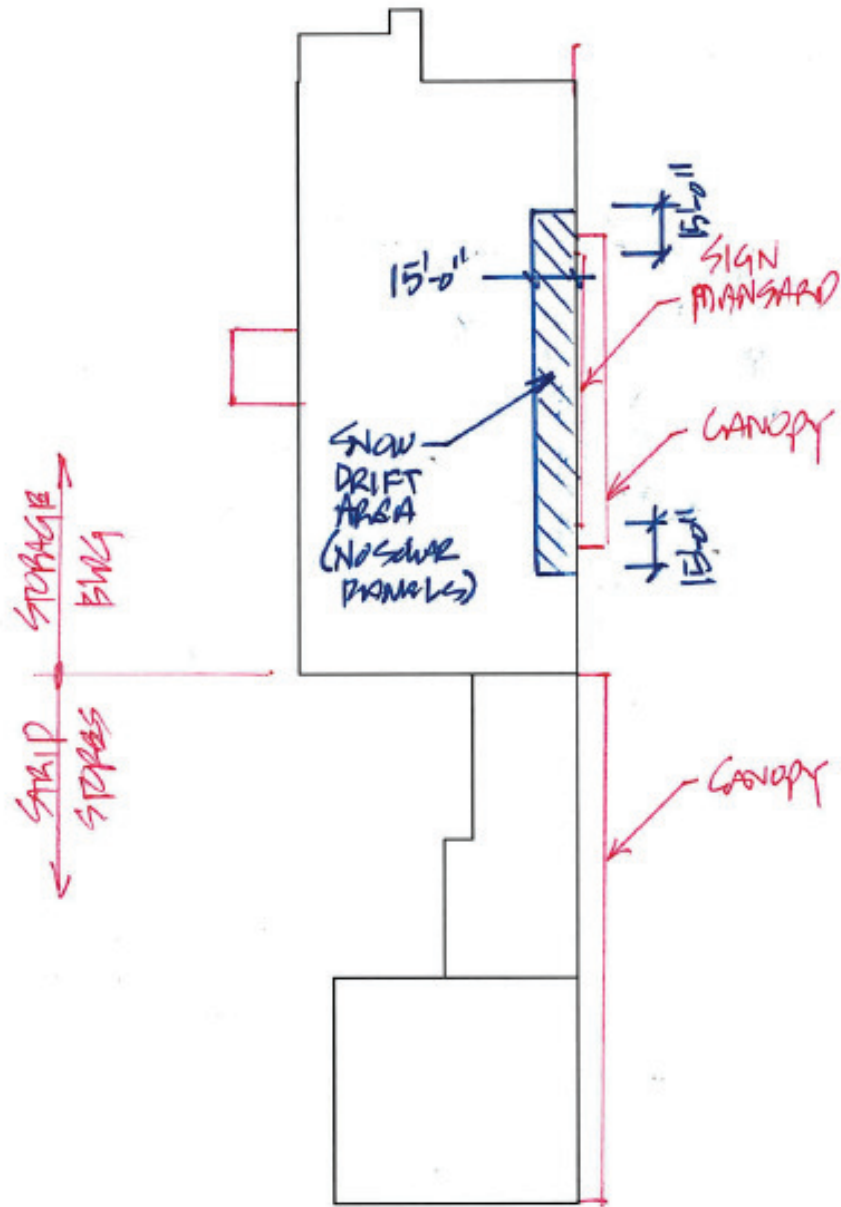 15'-0"
15'-0"
SIGN
MANSARD
SNOW
DRIFT
AREA
(NO SOLAR
PANELS)
CANOPY
15'-0"
STORAGE
BLDG
STRIP
STORES
CANOPY